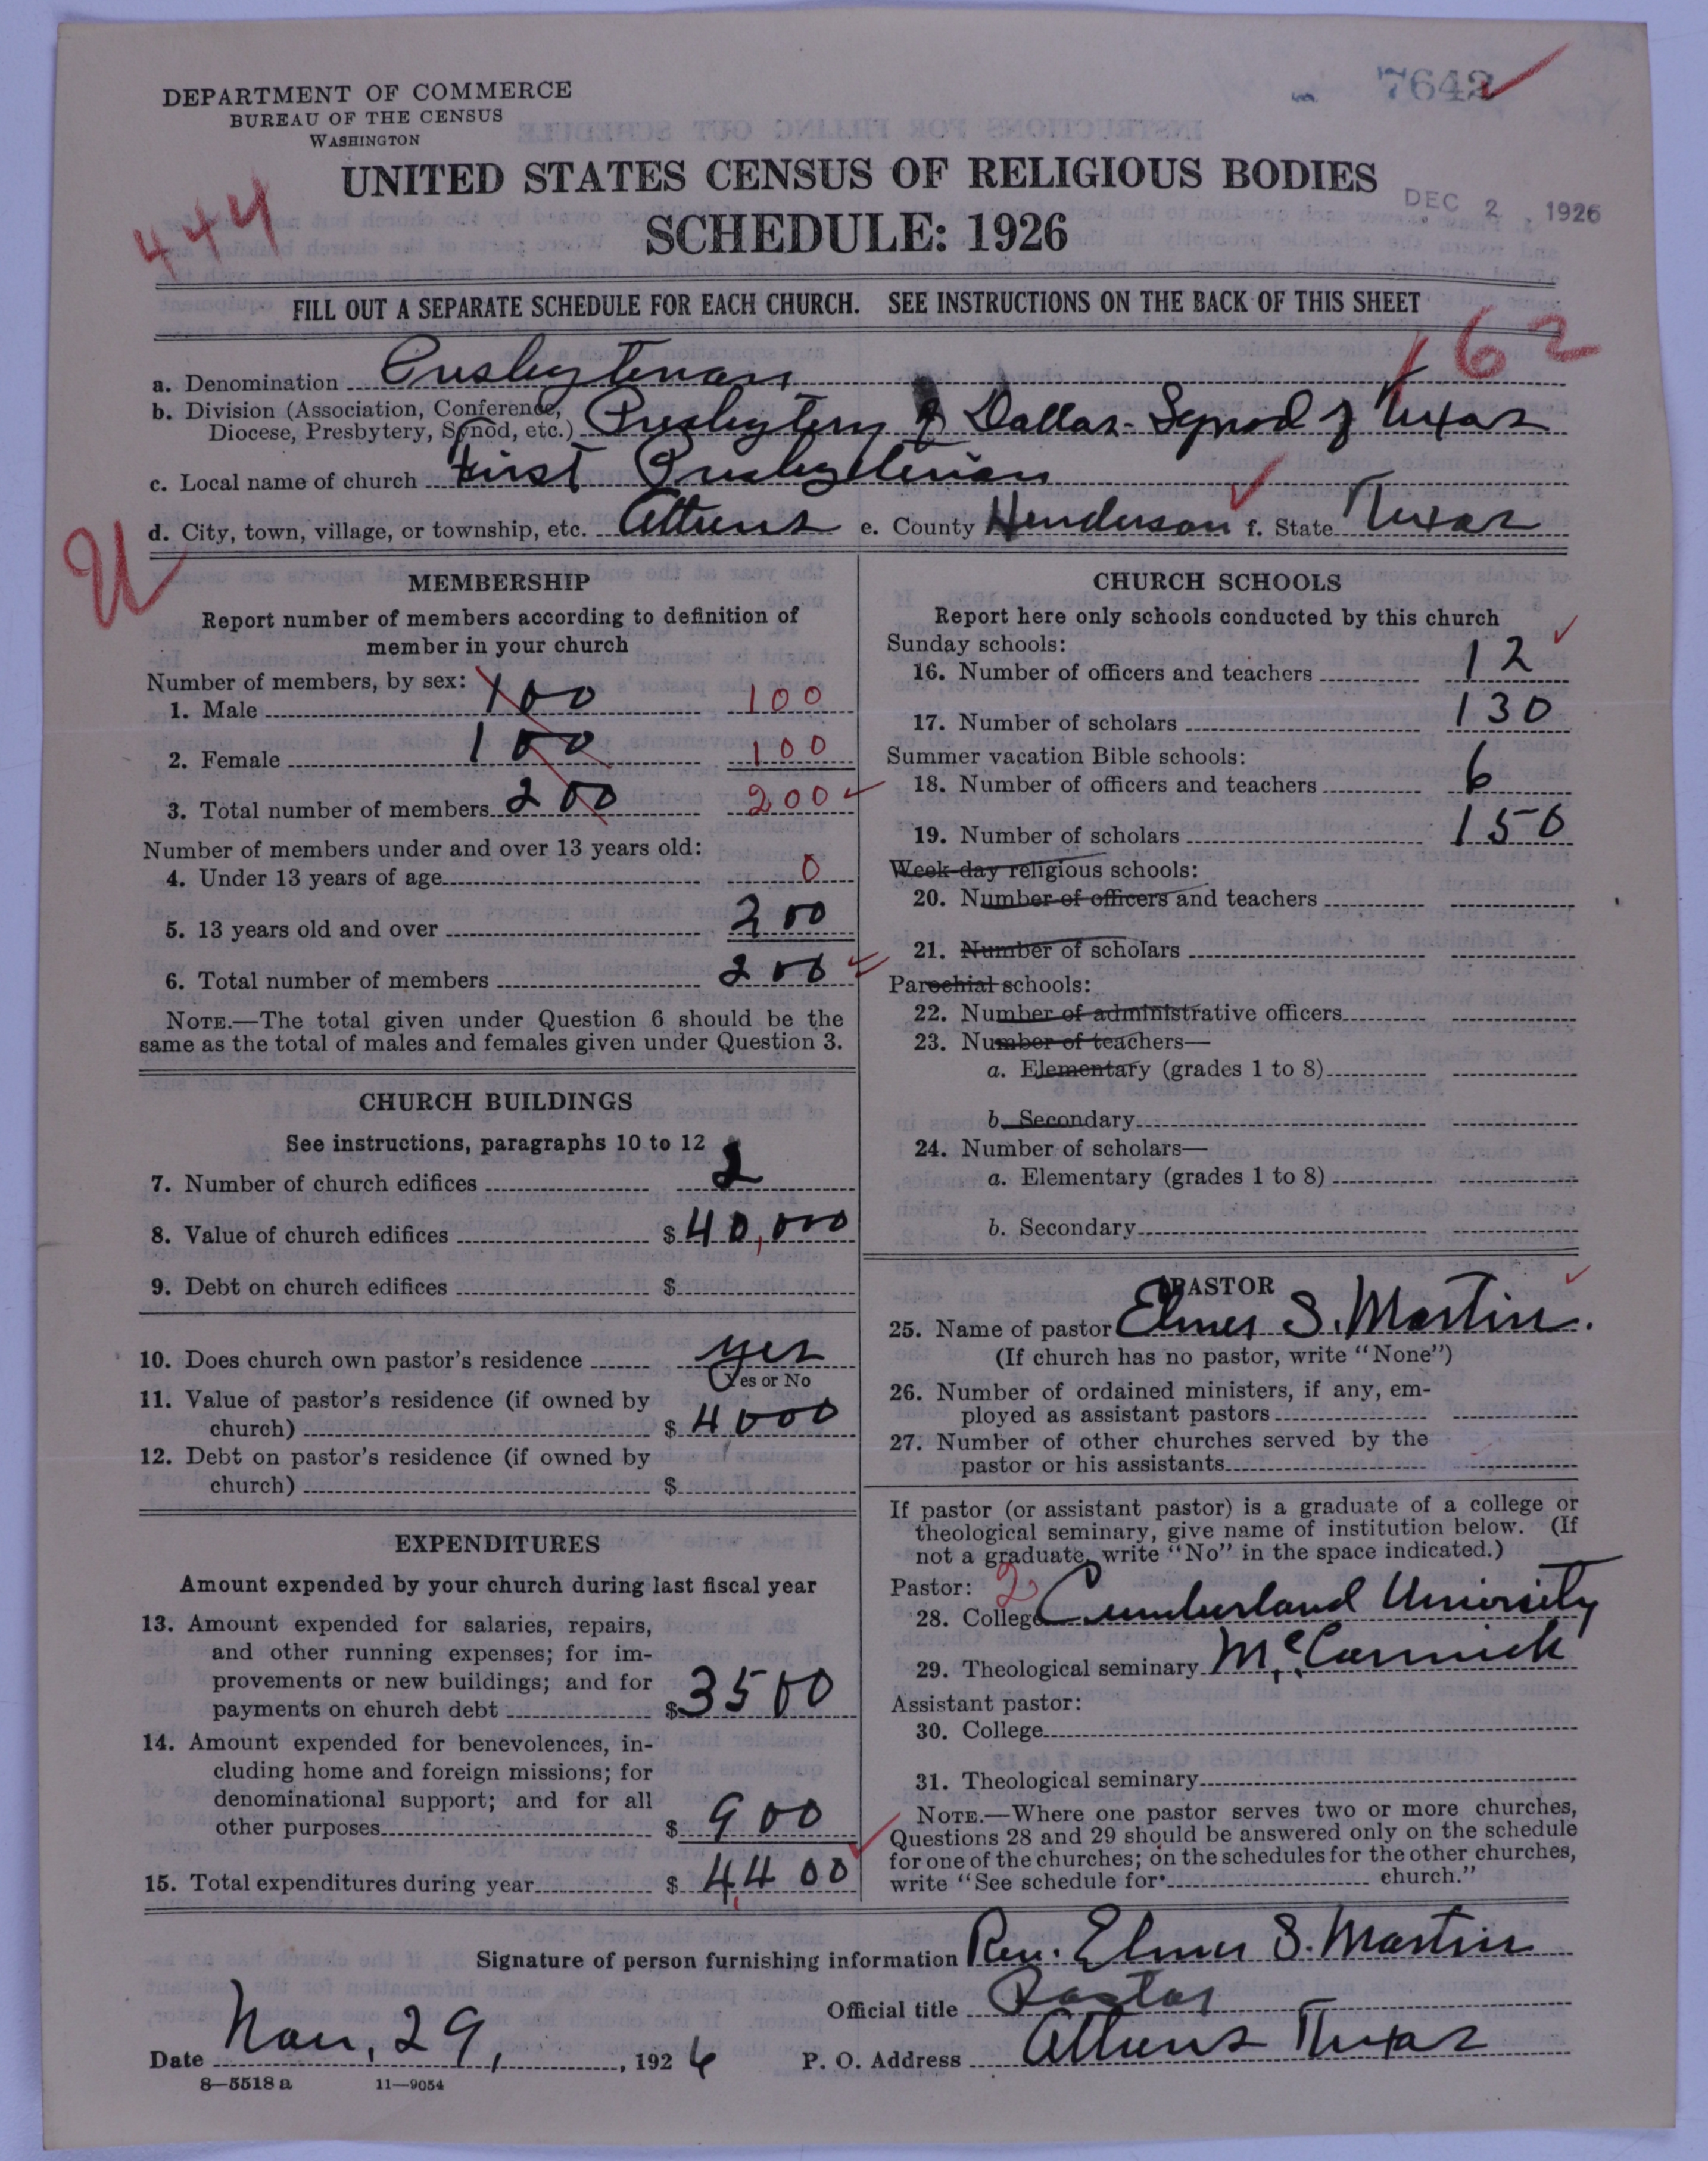 7642
DEPARTMENT OF COMMERCE
BUREAU OF THE CENSUS
WASHINGTON
UNITED STATES CENSUS OF RELIGIOUS BODIES
DEC 2 1926
SCHEDULE: 1926
444
FILL OUT A SEPARATE SCHEDULE FOR EACH CHURCH. SEE INSTRUCTIONS ON THE BACK OF THIS SHEET
162
a. Denomination Presbyterian
b. Division (Association, Conference,
Diocese, Presbytery, Synod, etc.) Presbytery of Dallas - Synod of Texas
c. Local name of church First Presbyterian
d. City, town, village, or township, etc. Athens e. County Henderson f. State Texas
U
MEMBERSHIP
Report number of members according to definition of
member in your church
Number of members, by sex:
1. Male 100 100
2. Female 100 100
3. Total number of members 200 200
Number of members under and over 13 years old:
4. Under 13 years of age 0
5. 13 years old and over 200
6. Total number of members 200
NOTE.—The total given under Question 6 should be the
same as the total of males and females given under Question 3.
CHURCH BUILDINGS
See instructions, paragraphs 10 to 12
7. Number of church edifices
8. Value of church edifices $ 40,000
9. Debt on church edifices $
10. Does church own pastor's residence yes
Yes or No
11. Value of pastor's residence (if owned by
church) $ 4000
12. Debt on pastor's residence (if owned by
church) $
EXPENDITURES
Amount expended by your church during last fiscal year
13. Amount expended for salaries, repairs,
and other running expenses; for im-
provements or new buildings; and for
payments on church debt $ 3500
14. Amount expended for benevolences, in-
cluding home and foreign missions; for
denominational support; and for all
other purposes $ 900
15. Total expenditures during year $ 4,400
CHURCH SCHOOLS
Report here only schools conducted by this church
Sunday schools:
16. Number of officers and teachers 12
17. Number of scholars 130
Summer vacation Bible schools:
18. Number of officers and teachers 6
19. Number of scholars 150
Week-day religious schools:
20. Number of officers and teachers
21. Number of scholars
Parochial schools:
22. Number of administrative officers
23. Number of teachers—
a. Elementary (grades 1 to 8)
b. Secondary
24. Number of scholars—
a. Elementary (grades 1 to 8)
b. Secondary
PASTOR
25. Name of pastor Elmer S. Martin.
(If church has no pastor, write "None")
26. Number of ordained ministers, if any, em-
ployed as assistant pastors
27. Number of other churches served by the
pastor or his assistants
If pastor (or assistant pastor) is a graduate of a college or
theological seminary, give name of institution below. (If
not a graduate, write "No" in the space indicated.)
Pastor: 2
28. College Cumberland University
29. Theological seminary McCormick
Assistant pastor:
30. College
31. Theological seminary
NOTE.—Where one pastor serves two or more churches,
Questions 28 and 29 should be answered only on the schedule
for one of the churches; on the schedules for the other churches,
write "See schedule for church."
Signature of person furnishing information Rev. Elmer S. Martin
Official title Pastor
Date Nov. 29, 1926 P. O. Address Athens Texas
8—5518 a 11—9054